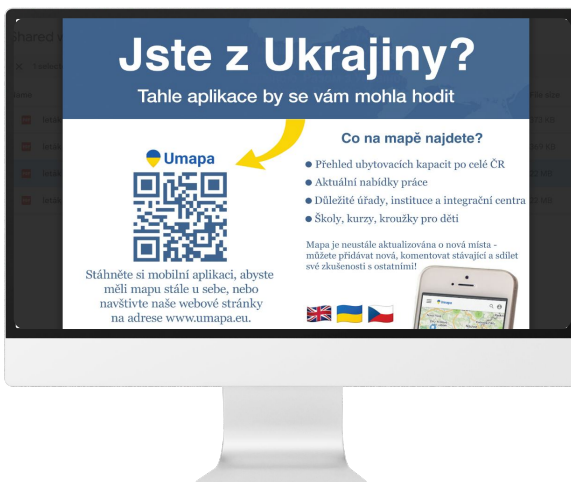 Jste z Ukrajiny?
Tahle aplikace by se vám mohla hodit
Umapa
Stáhněte si mobilní aplikaci, abyste
měli mapu stále u sebe, nebo
navštivte naše webové stránky
na adrese www.umapa.eu.
Co na mapě najdete?
Přehled ubytovacích kapacit po celé ČR
Aktuální nabídky práce
Důležité úřady, instituce a integrační centra
Školy, kurzy, kroužky pro děti
Mapa je neustále aktualizována o nová místa -
můžete přidávat nová, komentovat stávající a sdílet
své zkušenosti s ostatními!
Umapa